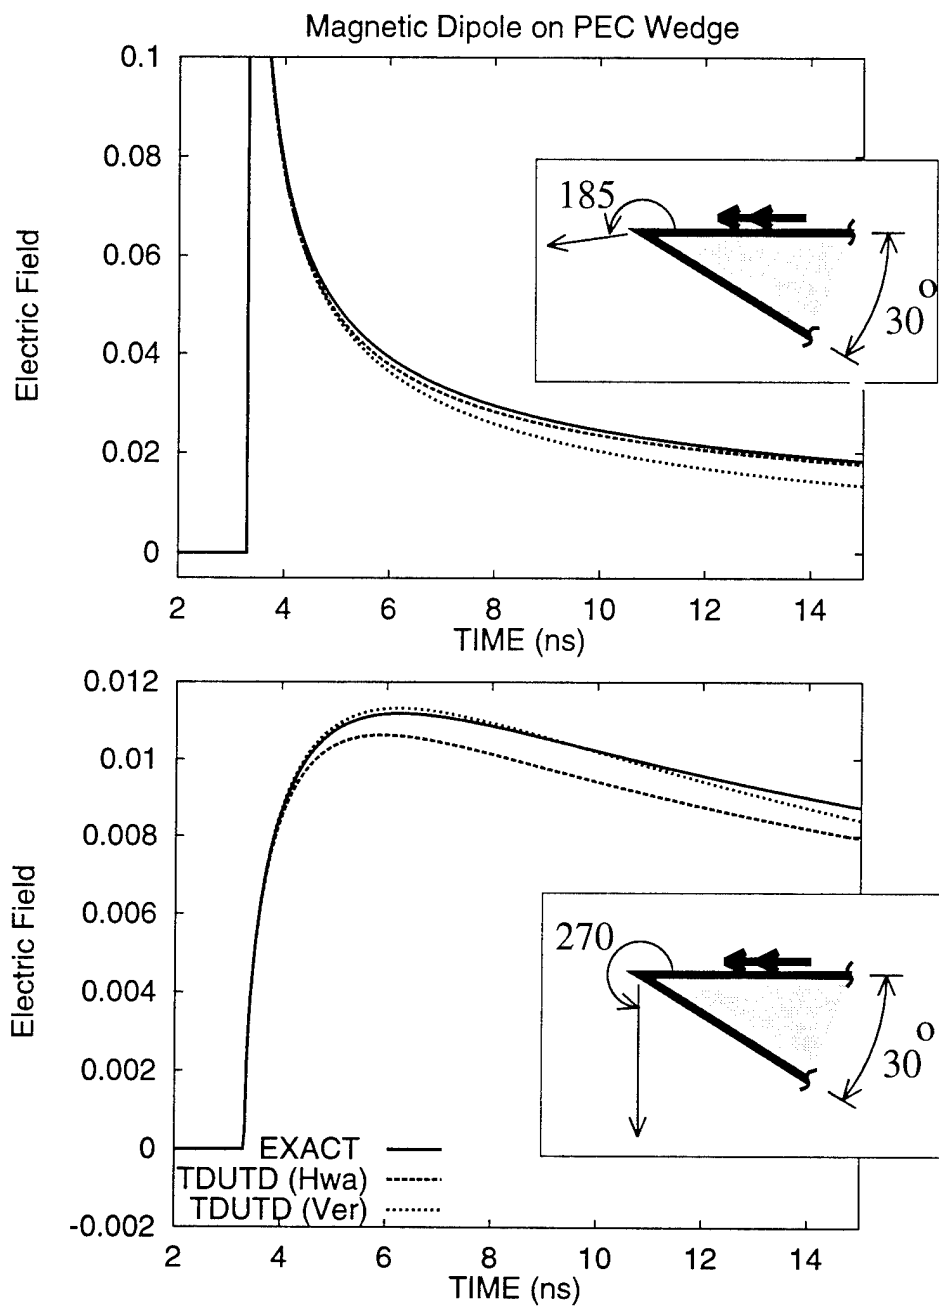 Magnetic Dipole on PEC Wedge
0.1
0.08
0.06
0.04
0.02
0
Electric Field
2 4 6 8 10 12 14
TIME (ns)
185
30 o
0.012
0.01
0.008
0.006
0.004
0.002
0
-0.002
Electric Field
2 4 6 8 10 12 14
TIME (ns)
EXACT
TDUTD (Hwa)
TDUTD (Ver)
270
30 o